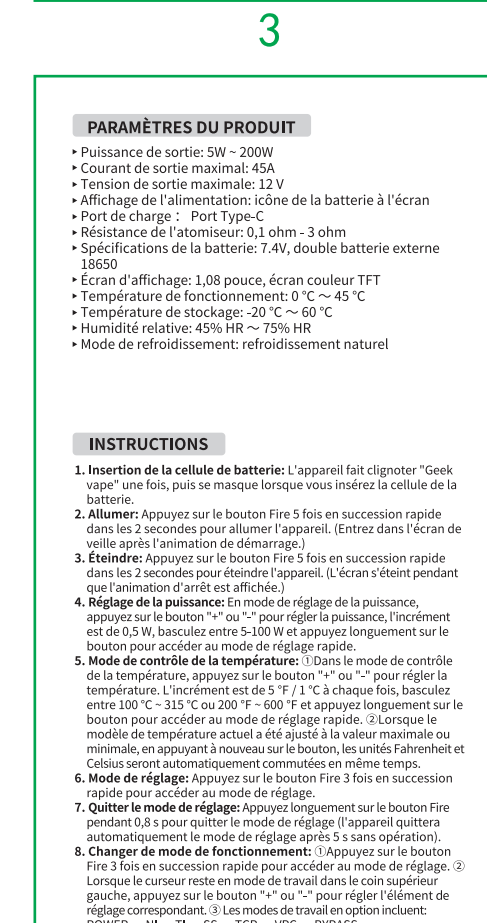 3
PARAMÈTRES DU PRODUIT
‣ Puissance de sortie: 5W ~ 200W
‣ Courant de sortie maximal: 45A
‣ Tension de sortie maximale: 12 V
‣ Affichage de l'alimentation: icône de la batterie à l'écran
‣ Port de charge： Port Type-C
‣ Résistance de l'atomiseur: 0,1 ohm - 3 ohm
‣ Spécifications de la batterie: 7.4V, double batterie externe
18650
‣ Écran d'affichage: 1,08 pouce, écran couleur TFT
‣ Température de fonctionnement: 0 °C ～ 45 °C
‣ Température de stockage: -20 °C ～ 60 °C
‣ Humidité relative: 45% HR ～ 75% HR
‣ Mode de refroidissement: refroidissement naturel
INSTRUCTIONS
1. Insertion de la cellule de batterie: L'appareil fait clignoter "Geek
vape" une fois, puis se masque lorsque vous insérez la cellule de la
batterie.
2. Allumer: Appuyez sur le bouton Fire 5 fois en succession rapide
dans les 2 secondes pour allumer l'appareil. (Entrez dans l'écran de
veille après l'animation de démarrage.)
3. Éteindre: Appuyez sur le bouton Fire 5 fois en succession rapide
dans les 2 secondes pour éteindre l'appareil. (L'écran s'éteint pendant
que l'animation d'arrêt est affichée.)
4. Réglage de la puissance: En mode de réglage de la puissance,
appuyez sur le bouton "+" ou "-" pour régler la puissance, l'incrément
est de 0,5 W, basculez entre 5-100 W et appuyez longuement sur le
bouton pour accéder au mode de réglage rapide.
5. Mode de contrôle de la température: ①Dans le mode de contrôle
de la température, appuyez sur le bouton "+" ou "-" pour régler la
température. L'incrément est de 5 °F / 1 °C à chaque fois, basculez
entre 100 °C ~ 315 °C ou 200 °F ~ 600 °F et appuyez longuement sur le
bouton pour accéder au mode de réglage rapide. ②Lorsque le
modèle de température actuel a été ajusté à la valeur maximale ou
minimale, en appuyant à nouveau sur le bouton, les unités Fahrenheit et
Celsius seront automatiquement commutées en même temps.
6. Mode de réglage: Appuyez sur le bouton Fire 3 fois en succession
rapide pour accéder au mode de réglage.
7. Quitter le mode de réglage: Appuyez longuement sur le bouton Fire
pendant 0,8 s pour quitter le mode de réglage (l'appareil quittera
automatiquement le mode de réglage après 5 s sans opération).
8. Changer de mode de fonctionnement: ①Appuyez sur le bouton
Fire 3 fois en succession rapide pour accéder au mode de réglage. ②
Lorsque le curseur reste en mode de travail dans le coin supérieur
gauche, appuyez sur le bouton "+" ou "-" pour régler l'élément de
réglage correspondant. ③ Les modes de travail en option incluent: